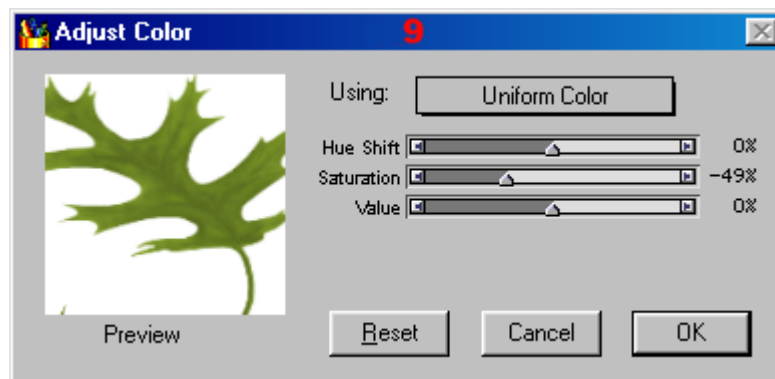 Adjust Color 9
Using: Uniform Color
Hue Shift 0%
Saturation -49%
Value 0%
Preview
Reset Cancel OK